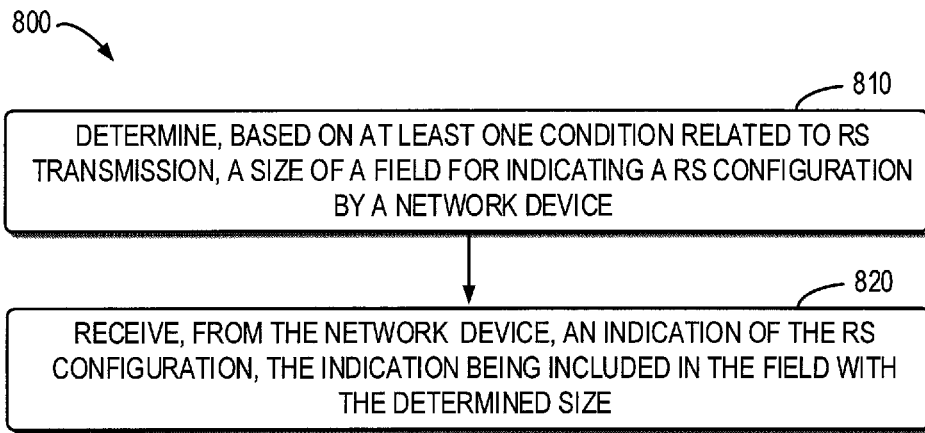 800
810
DETERMINE, BASED ON AT LEAST ONE CONDITION RELATED TO RS
TRANSMISSION, A SIZE OF A FIELD FOR INDICATING A RS CONFIGURATION
BY A NETWORK DEVICE
820
RECEIVE, FROM THE NETWORK DEVICE, AN INDICATION OF THE RS
CONFIGURATION, THE INDICATION BEING INCLUDED IN THE FIELD WITH
THE DETERMINED SIZE